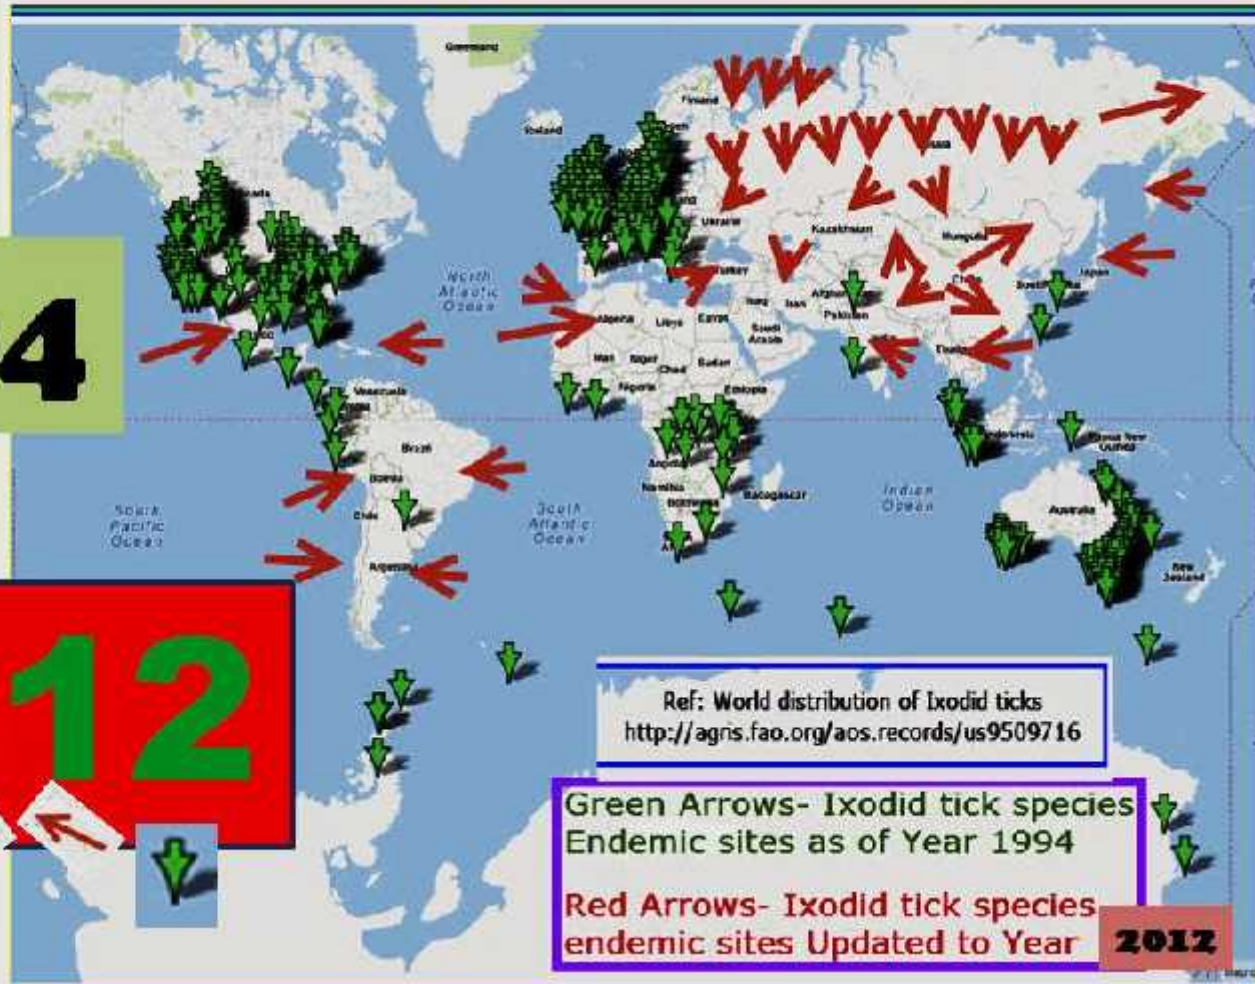 Greenland
Iceland
Finland
North
Atlantic
Ocean
Ukraine
Kazakhstan
Mongolia
China
Japan
Afghan
Pakistan
Iraq
Iran
Saudi
Arabia
Algeria
Libya
Egypt
Mali
Niger
Chad
Sudan
Nigeria
Ethiopia
Venezuela
Brazil
Bolivia
Chile
Argentina
Angola
Namibia
Botswana
Madagascar
Indonesia
Papua New
Guinea
Australia
New
Zealand
Indian
Ocean
South
Pacific
Ocean
South
Atlantic
Ocean
4
12
Ref: World distribution of Ixodid ticks
http://agris.fao.org/aos.records/us9509716
Green Arrows- Ixodid tick species
Endemic sites as of Year 1994
Red Arrows- Ixodid tick species
endemic sites Updated to Year 2012